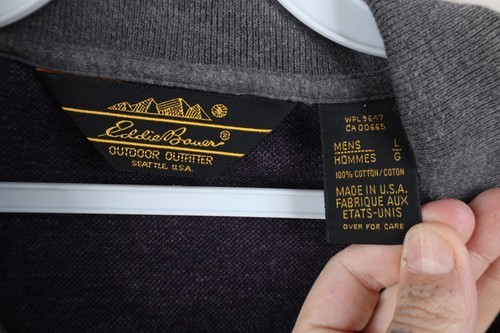 Eddie Bauer ®
OUTDOOR OUTFITTER
SEATTLE, U.S.A.
WPL 9647
CA 00665
MENS L
HOMMES G
100% COTTON/COTON
MADE IN U.S.A.
FABRIQUE AUX
ETATS-UNIS
OVER FOR CARE